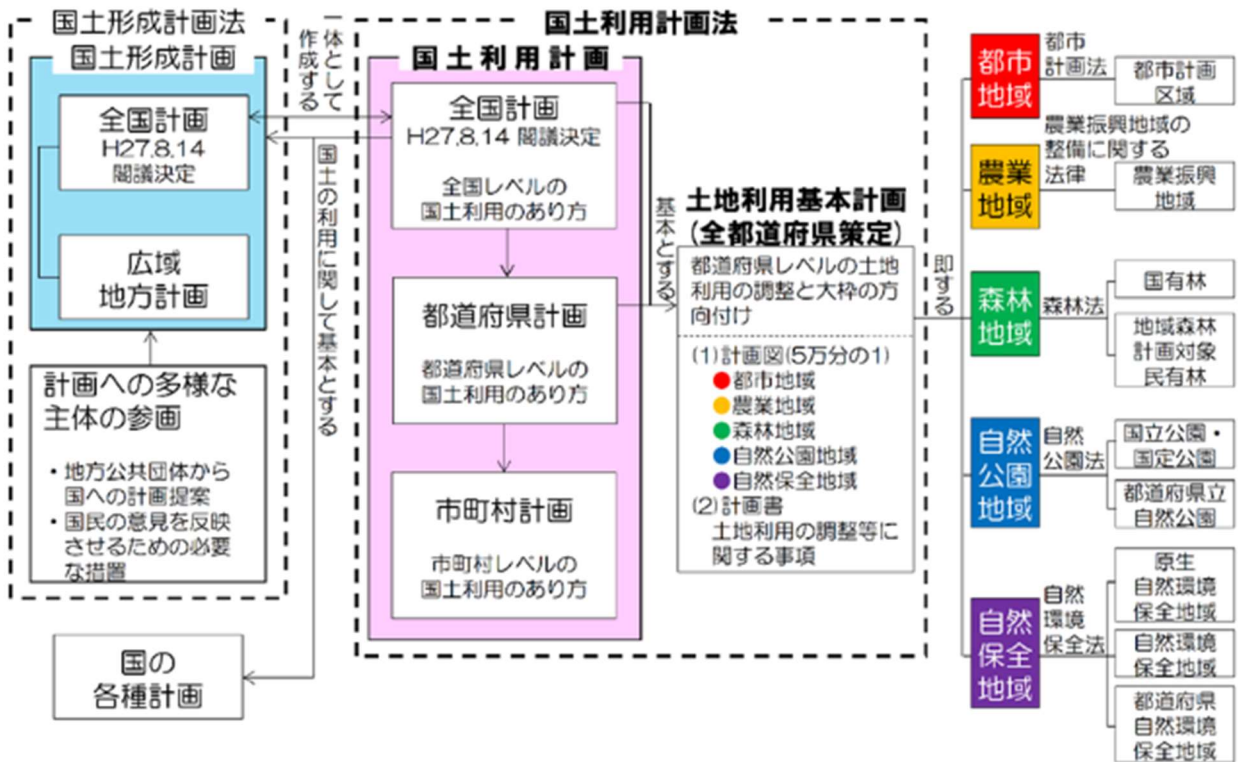 国土形成計画法
国土形成計画
全国計画
H27.8.14
閣議決定
広域
地方計画
計画への多様な
主体の参画
・地方公共団体から
国への計画提案
・国民の意見を反映
させるための必要
な措置
国の
各種計画
一体として
作成する
国土の利用に関して基本とする
国土利用計画法
国土利用計画
全国計画
H27.8.14 閣議決定
全国レベルの
国土利用のあり方
都道府県計画
都道府県レベルの
国土利用のあり方
市町村計画
市町村レベルの
国土利用のあり方
基本とする
土地利用基本計画
(全都道府県策定)
都道府県レベルの土地
利用の調整と大枠の方
向付け
(1)計画図(5万分の1)
●都市地域
●農業地域
●森林地域
●自然公園地域
●自然保全地域
(2)計画書
土地利用の調整等に
関する事項
即する
都市
地域
都市
計画法
都市計画
区域
農業
地域
農業振興地域の
整備に関する
法律
農業振興
地域
森林
地域
森林法
国有林
地域森林
計画対象
民有林
自然
公園
地域
自然
公園法
国立公園・
国定公園
都道府県立
自然公園
自然
保全
地域
自然
環境
保全法
原生
自然環境
保全地域
自然環境
保全地域
都道府県
自然環境
保全地域